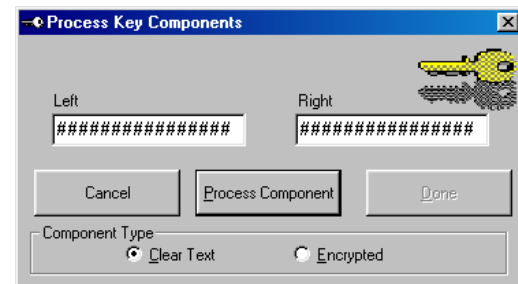 Process Key Components
Left Right
################ ################
Cancel Process Component Done
Component Type
Clear Text Encrypted